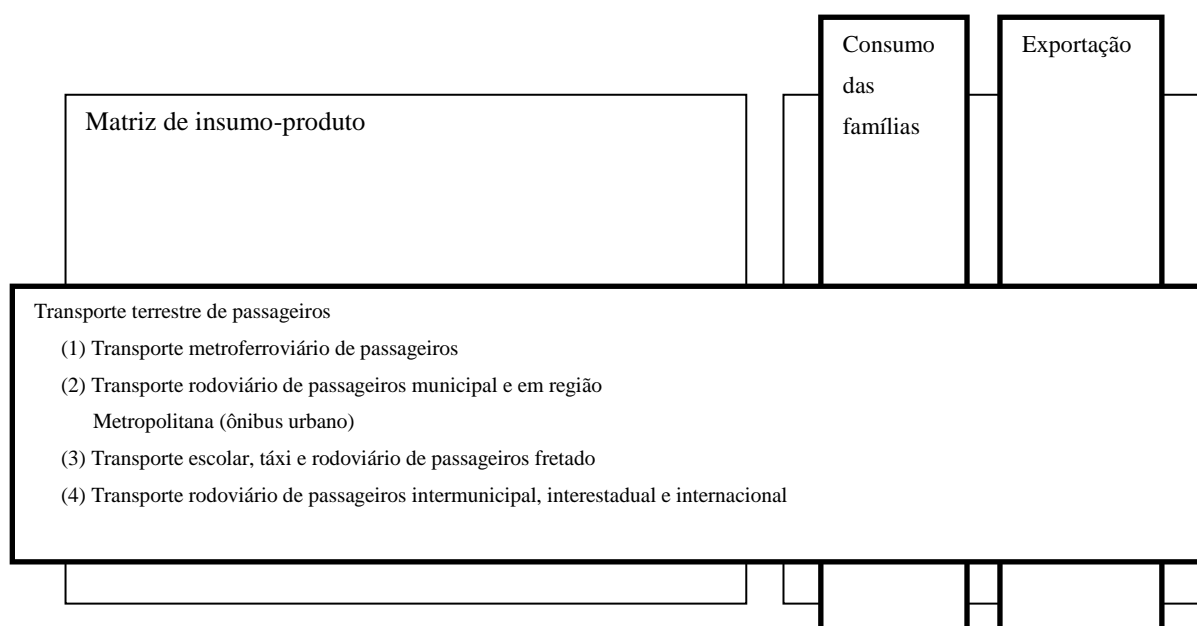 Consumo
das
famílias
Exportação
Matriz de insumo-produto
Transporte terrestre de passageiros
(1) Transporte metroferroviário de passageiros
(2) Transporte rodoviário de passageiros municipal e em região
Metropolitana (ônibus urbano)
(3) Transporte escolar, táxi e rodoviário de passageiros fretado
(4) Transporte rodoviário de passageiros intermunicipal, interestadual e internacional